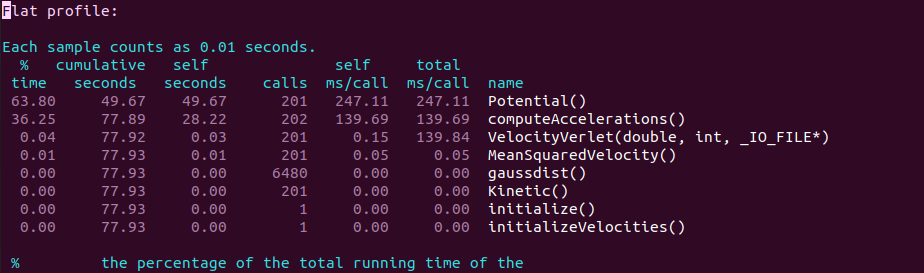 Flat profile:
Each sample counts as 0.01 seconds.
  %   cumulative   self              self     total
 time   seconds   seconds    calls  ms/call  ms/call  name
63.80     49.67    49.67      201   247.11   247.11  Potential()
36.25     77.89    28.22      202   139.69   139.69  computeAccelerations()
 0.04     77.92     0.03      201     0.15   139.84  VelocityVerlet(double, int, _IO_FILE*)
 0.01     77.93     0.01      201     0.05     0.05  MeanSquaredVelocity()
 0.00     77.93     0.00     6480     0.00     0.00  gaussdist()
 0.00     77.93     0.00      201     0.00     0.00  Kinetic()
 0.00     77.93     0.00        1     0.00     0.00  initialize()
 0.00     77.93     0.00        1     0.00     0.00  initializeVelocities()
 %         the percentage of the total running time of the